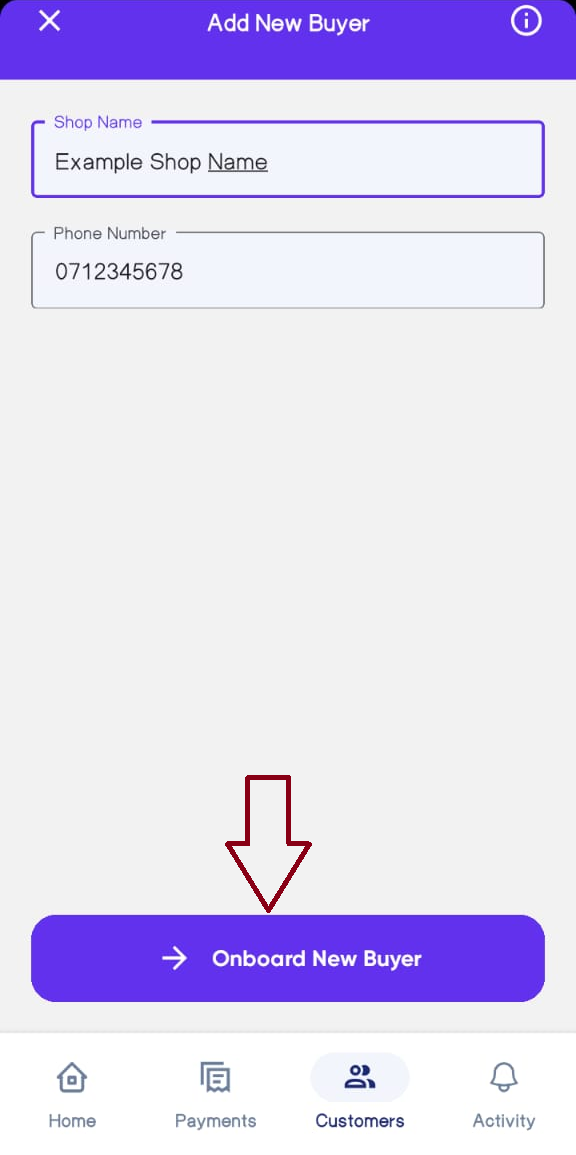 Add New Buyer
Shop Name
Example Shop Name
Phone Number
0712345678
Onboard New Buyer
Home
Payments
Customers
Activity